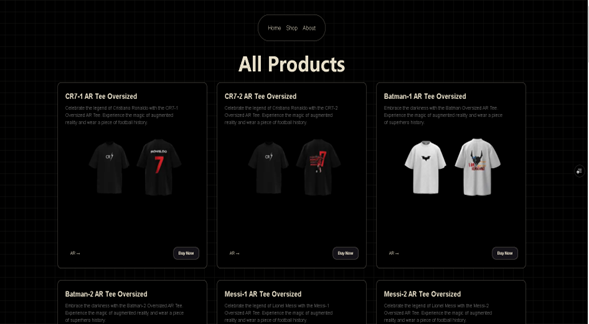 Home Shop About
All Products
CR7-1 AR Tee Oversized
Celebrate the legend of Cristiano Ronaldo with the CR7-1
Oversized AR Tee. Experience the magic of augmented
reality and wear a piece of football history.
AR →
Buy Now
CR7-2 AR Tee Oversized
Celebrate the legend of Cristiano Ronaldo with the CR7-2
Oversized AR Tee. Experience the magic of augmented
reality and wear a piece of football history.
7
AR →
Buy Now
Batman-1 AR Tee Oversized
Embrace the darkness with the Batman Oversized AR Tee.
Experience the magic of augmented reality and wear a piece
of superhero history.
AR →
Buy Now
Batman-2 AR Tee Oversized
Embrace the darkness with the Batman-2 Oversized AR Tee.
Experience the magic of augmented reality and wear a piece
of superhero history.
Messi-1 AR Tee Oversized
Celebrate the legend of Lionel Messi with the Messi-1
Oversized AR Tee. Experience the magic of augmented
reality and wear a piece of football history.
Messi-2 AR Tee Oversized
Celebrate the legend of Lionel Messi with the Messi-2
Oversized AR Tee. Experience the magic of augmented
reality and wear a piece of football history.